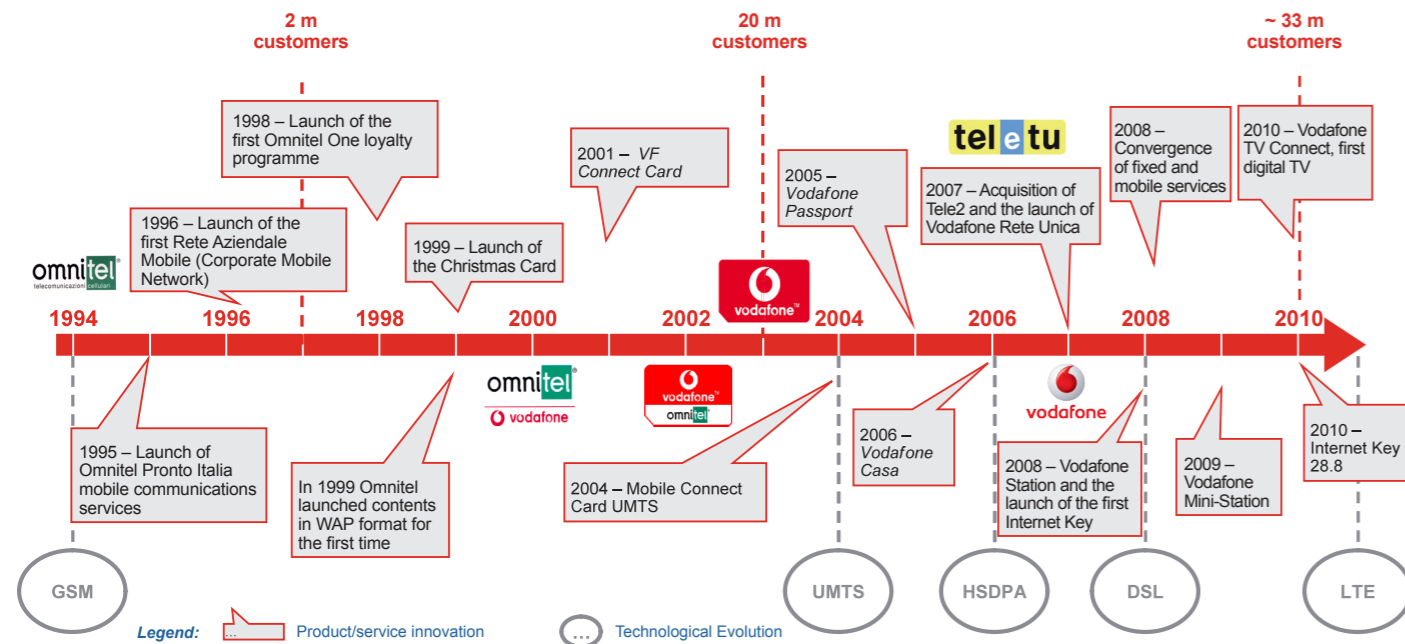 2 m
customers
20 m
customers
~ 33 m
customers
1998 – Launch of the
first Omnitel One loyalty
programme
2001 – VF
Connect Card
tel e tu
2008 –
Convergence
of fixed and
mobile services
2010 – Vodafone
TV Connect, first
digital TV
2005 –
Vodafone
Passport
2007 – Acquisition of
Tele2 and the launch of
Vodafone Rete Unica
1996 – Launch of the
first Rete Aziendale
Mobile (Corporate Mobile
Network)
1999 – Launch of
the Christmas Card
omnitel®
telecomunicazioni cellulari
vodafone™
1994 1996 1998 2000 2002 2004 2006 2008 2010
omnitel®
vodafone
vodafone™
omnitel®
vodafone
1995 – Launch of
Omnitel Pronto Italia
mobile communications
services
In 1999 Omnitel
launched contents
in WAP format for
the first time
2004 – Mobile Connect
Card UMTS
2006 –
Vodafone
Casa
2008 – Vodafone
Station and the
launch of the first
Internet Key
2009 –
Vodafone
Mini-Station
2010 –
Internet Key
28.8
GSM UMTS HSDPA DSL LTE
Legend: ... Product/service innovation ... Technological Evolution